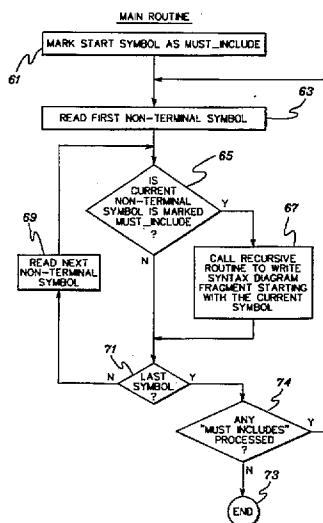 MAIN ROUTINE
MARK START SYMBOL AS MUST_INCLUDE
61
READ FIRST NON-TERMINAL SYMBOL
63
65
IS
CURRENT
NON-TERMINAL
SYMBOL IS MARKED
MUST_INCLUDE
?
Y
N
67
CALL RECURSIVE
ROUTINE TO WRITE
SYNTAX DIAGRAM
FRAGMENT STARTING
WITH THE CURRENT
SYMBOL
69
READ NEXT
NON-TERMINAL
SYMBOL
71
LAST
SYMBOL
?
N
Y
74
ANY
"MUST INCLUDES"
PROCESSED
?
Y
N
73
END